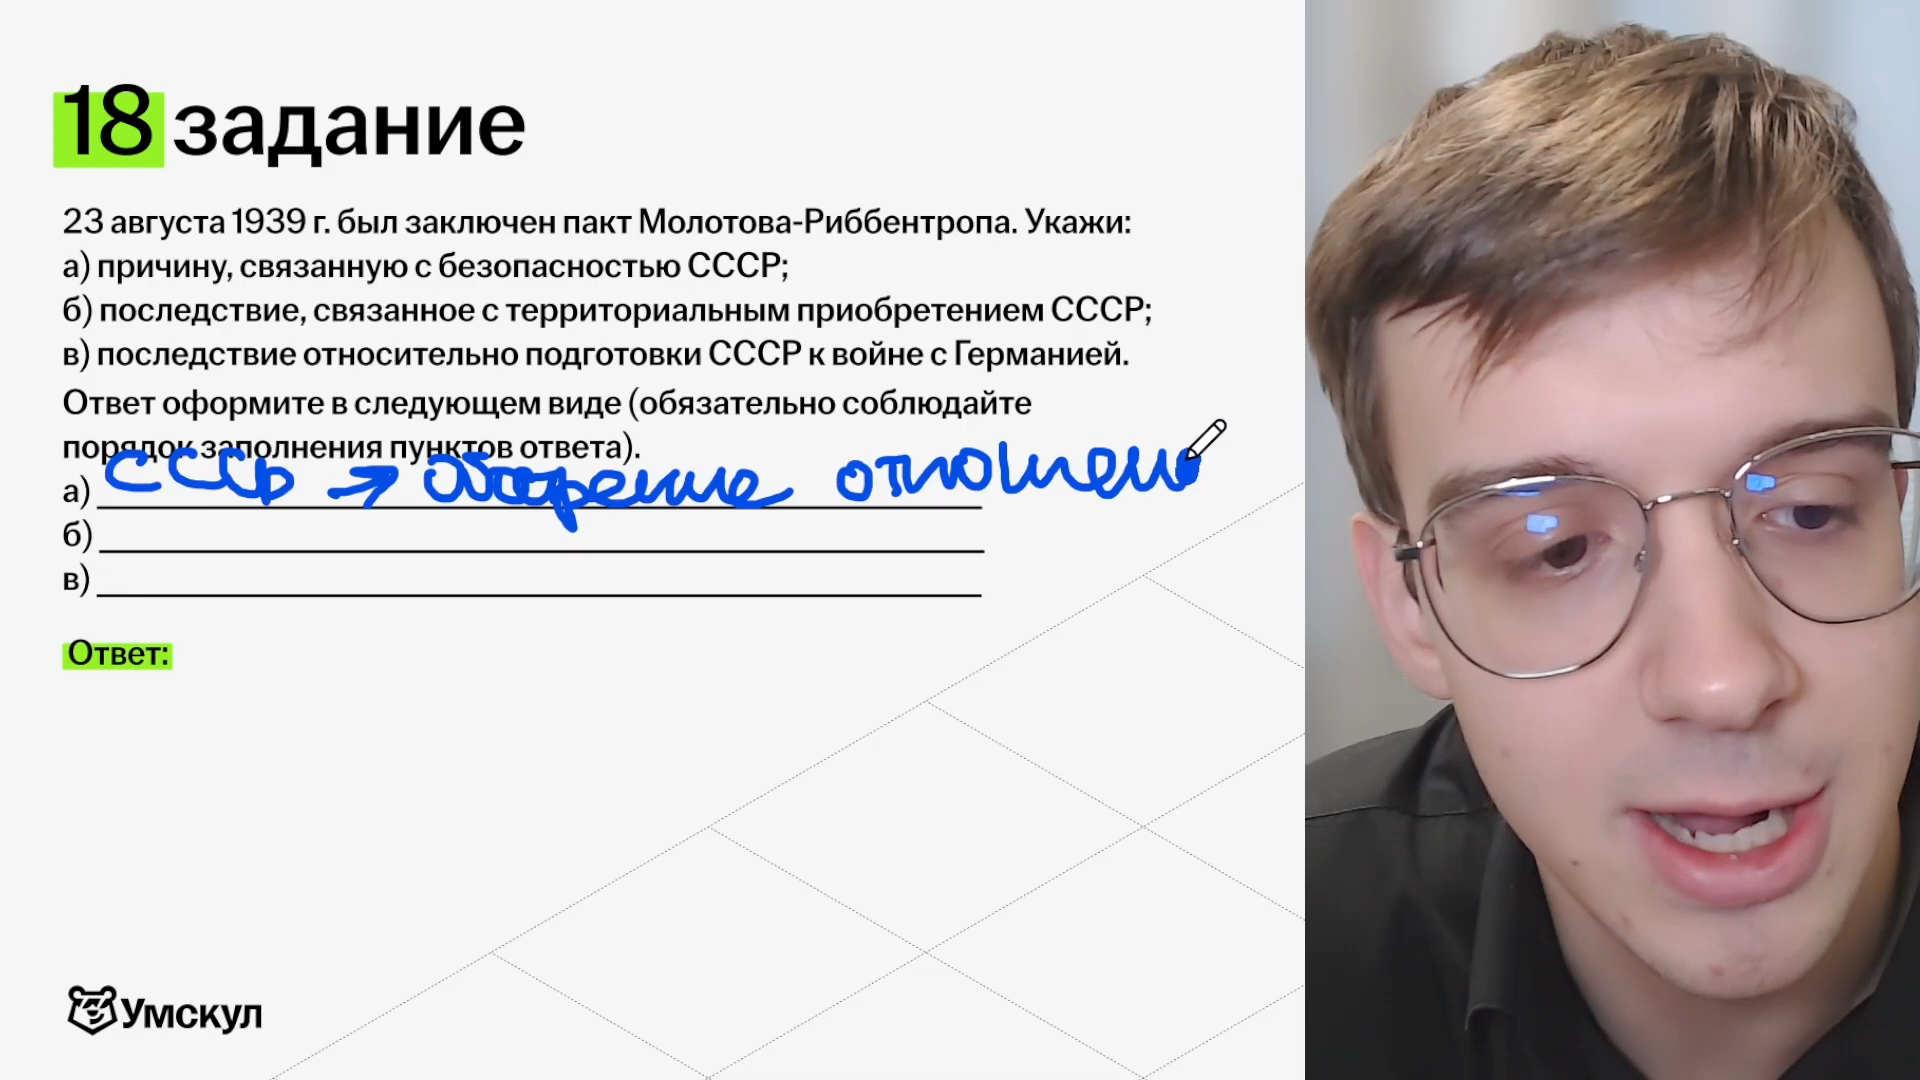 18 задание
23 августа 1939 г. был заключен пакт Молотова-Риббентропа. Укажи:
а) причину, связанную с безопасностью СССР;
б) последствие, связанное с территориальным приобретением СССР;
в) последствие относительно подготовки СССР к войне с Германией.
Ответ оформите в следующем виде (обязательно соблюдайте
порядок заполнения пунктов ответа).
а) СССР → отношени
б)
в)
Ответ:
Умскул